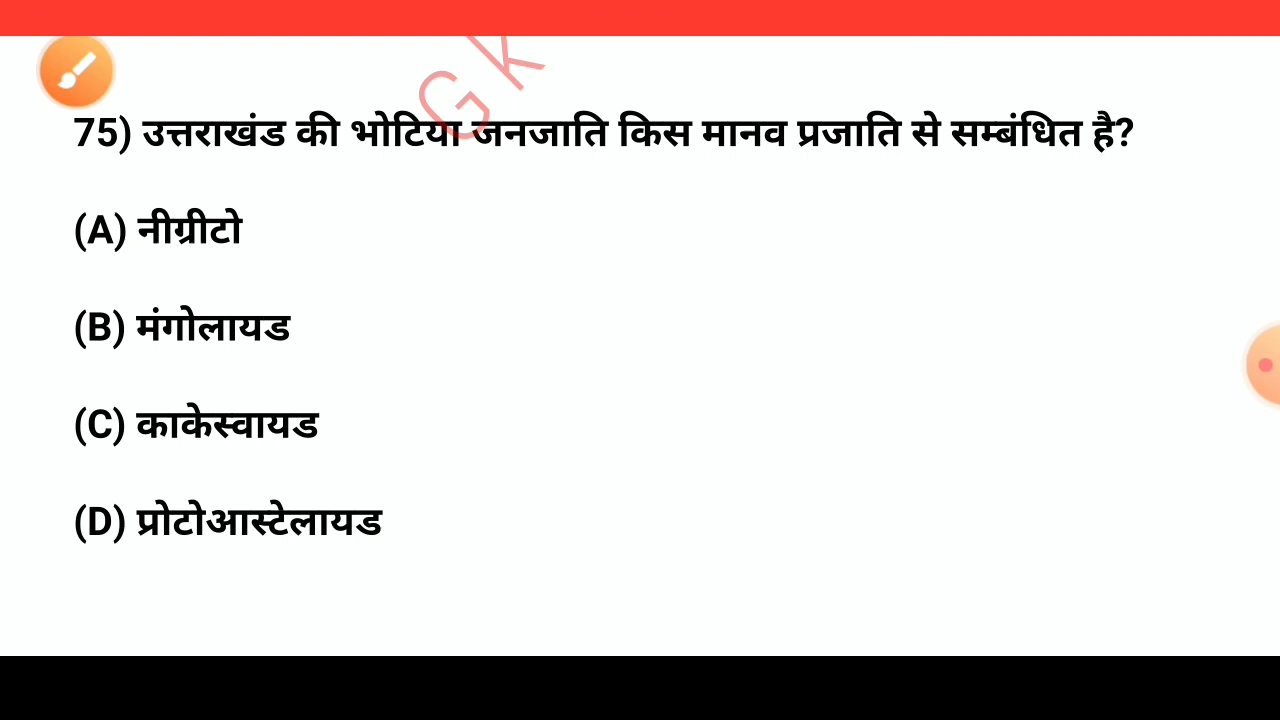 G K
75) उत्तराखंड की भोटिया जनजाति किस मानव प्रजाति से सम्बंधित है?
(A) नीग्रीटो
(B) मंगोलायड
(C) काकेस्वायड
(D) प्रोटोआस्टेलायड